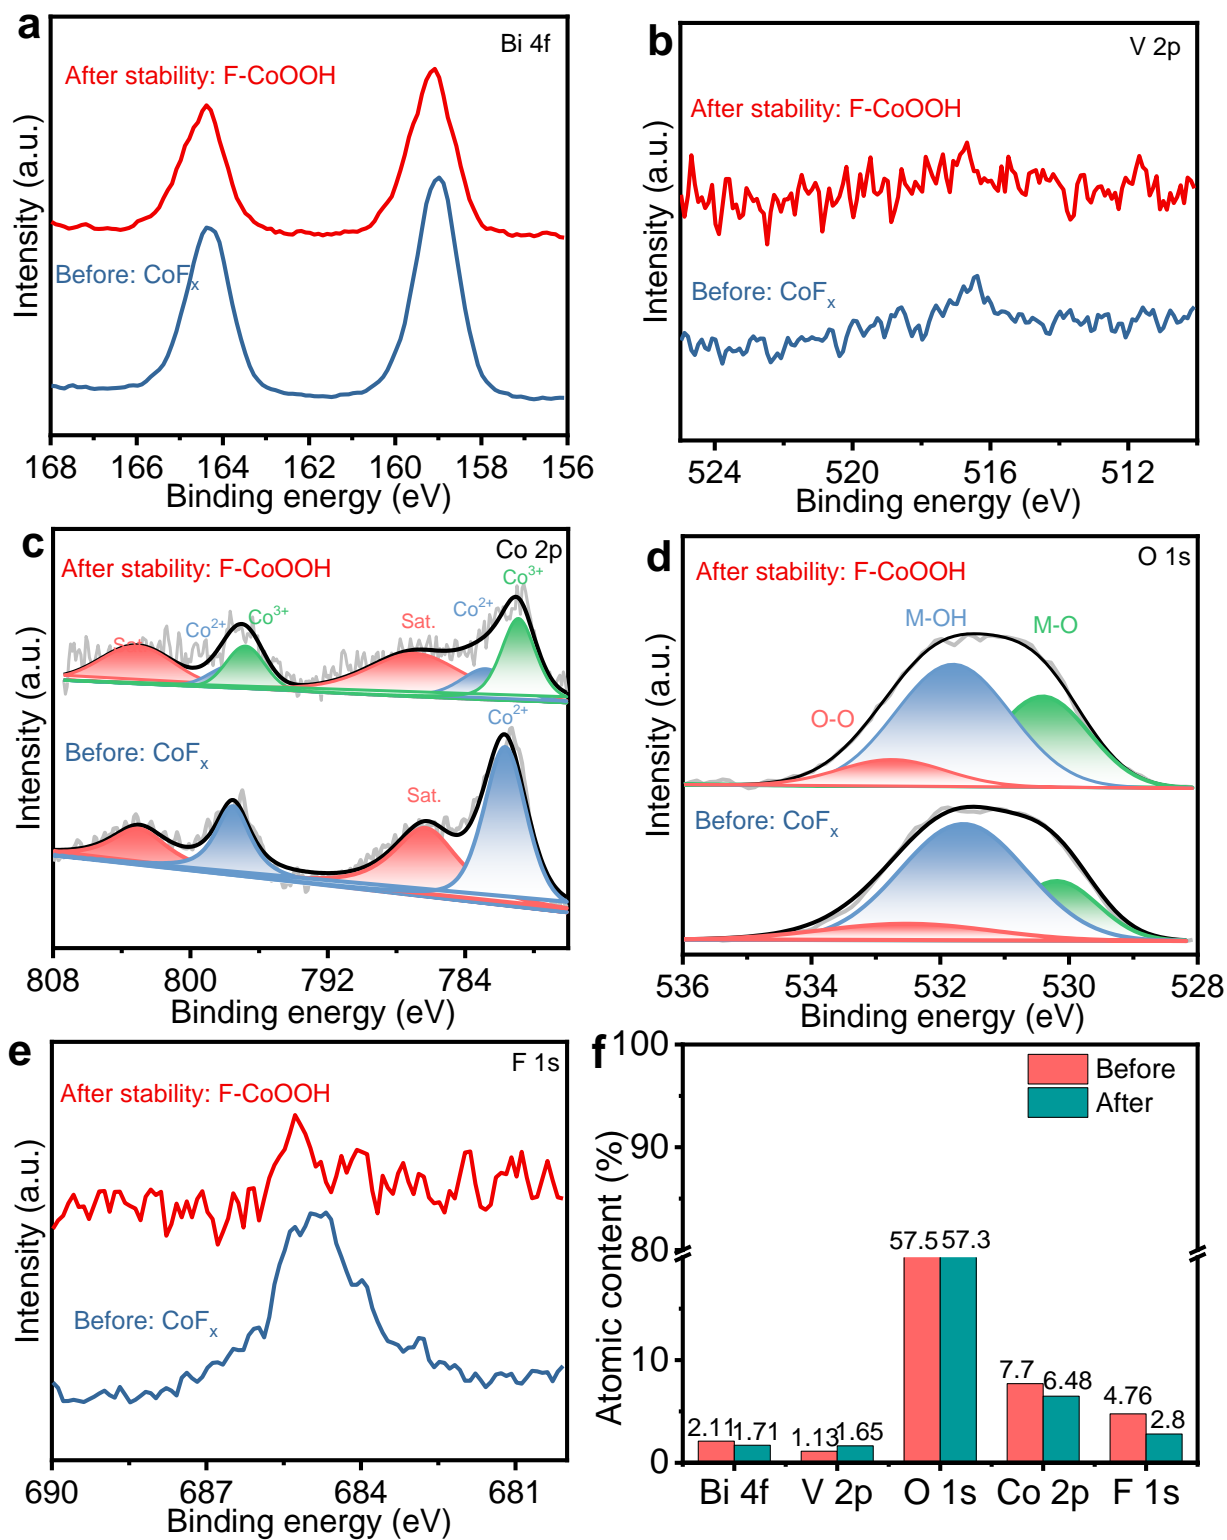 a
Bi 4f
After stability: F-CoOOH
Before: CoFₓ
Intensity (a.u.)
168 166 164 162 160 158 156
Binding energy (eV)
b
V 2p
After stability: F-CoOOH
Before: CoFₓ
Intensity (a.u.)
524 520 516 512
Binding energy (eV)
c
Co 2p
After stability: F-CoOOH
Co³⁺
Sat. Co²⁺ Co³⁺ Sat. Co²⁺
Co²⁺
Before: CoFₓ
Sat.
Intensity (a.u.)
808 800 792 784
Binding energy (eV)
d
O 1s
After stability: F-CoOOH
M-OH
M-O
O-O
Before: CoFₓ
Intensity (a.u.)
536 534 532 530 528
Binding energy (eV)
e
F 1s
After stability: F-CoOOH
Before: CoFₓ
Intensity (a.u.)
690 687 684 681
Binding energy (eV)
f
Before
After
Atomic content (%)
100
90
80
10
0
2.11 1.71 1.13 1.65 57.5 57.3 7.7 6.48 4.76 2.8
Bi 4f V 2p O 1s Co 2p F 1s